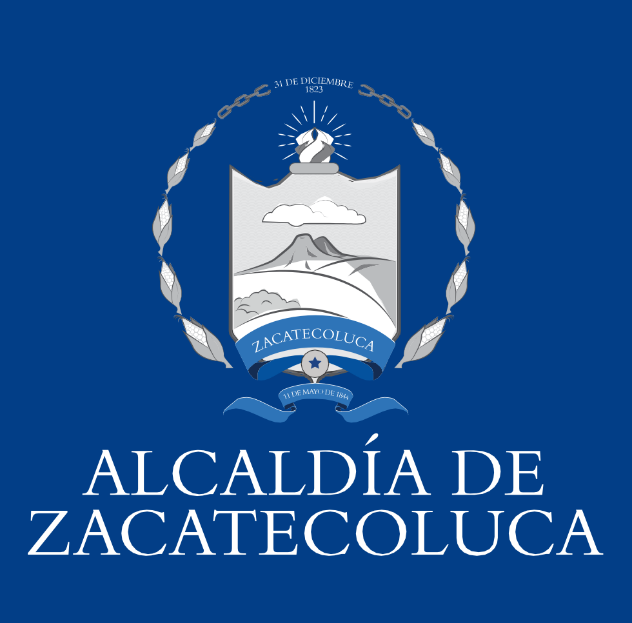 31 DE DICIEMBRE
1823
ZACATECOLUCA
11 DE MAYO DE 1844
ALCALDÍA DE
ZACATECOLUCA